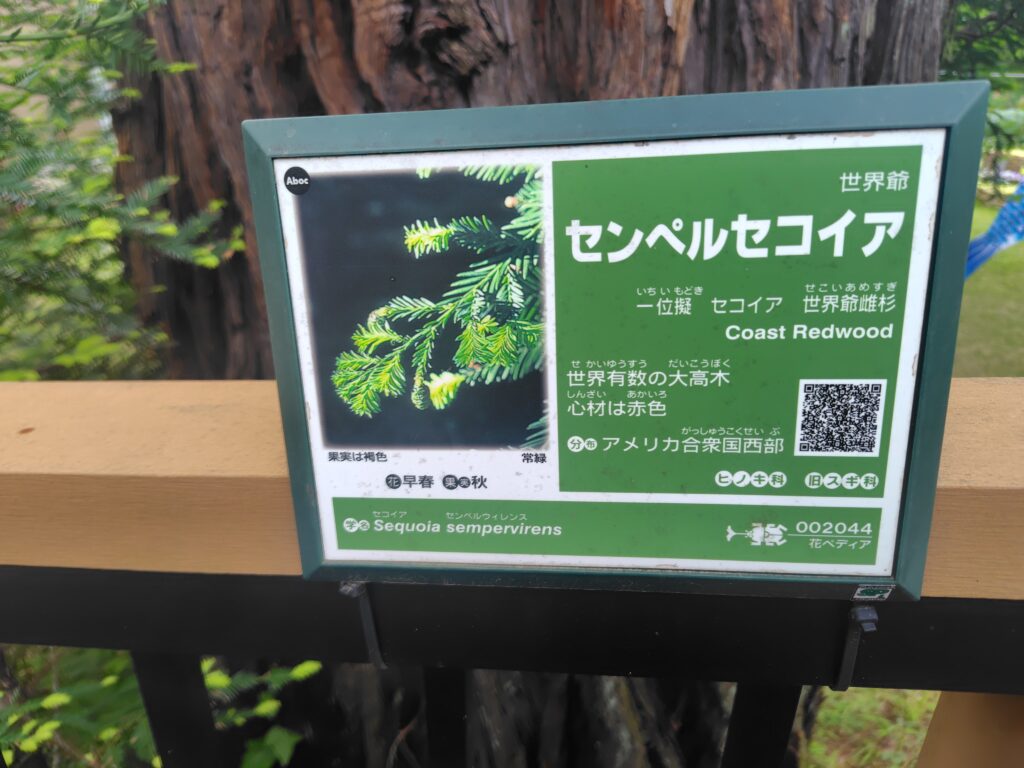 Aboc
世界爺
センペルセコイア
いちいもどき せこいあめすぎ
一位擬 セコイア 世界爺雌杉
Coast Redwood
せかいゆうすう だいこうぼく
世界有数の大高木
しんざい あかいろ
心材は赤色
がっしゅうこくせいぶ
分布 アメリカ合衆国西部
ヒノキ科 旧スギ科
果実は褐色 常緑
花 早春 果実 秋
セコイア センペルウィレンス
学名 Sequoia sempervirens
002044
花ペディア